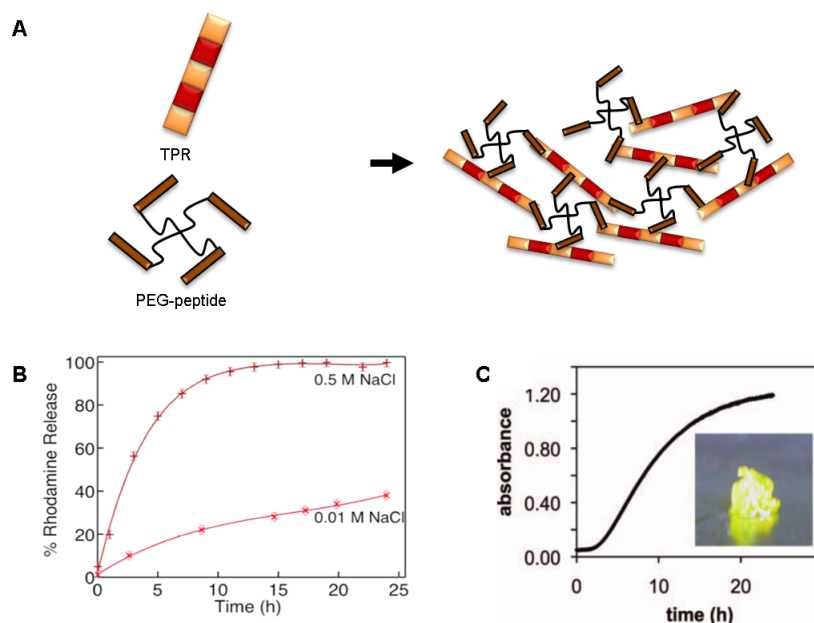 A
TPR
PEG-peptide
B
% Rhodamine Release
100
80
60
40
20
0
0.5 M NaCl
0.01 M NaCl
0 5 10 15 20 25
Time (h)
C
absorbance
1.20
0.80
0.40
0.00
0 10 20
time (h)